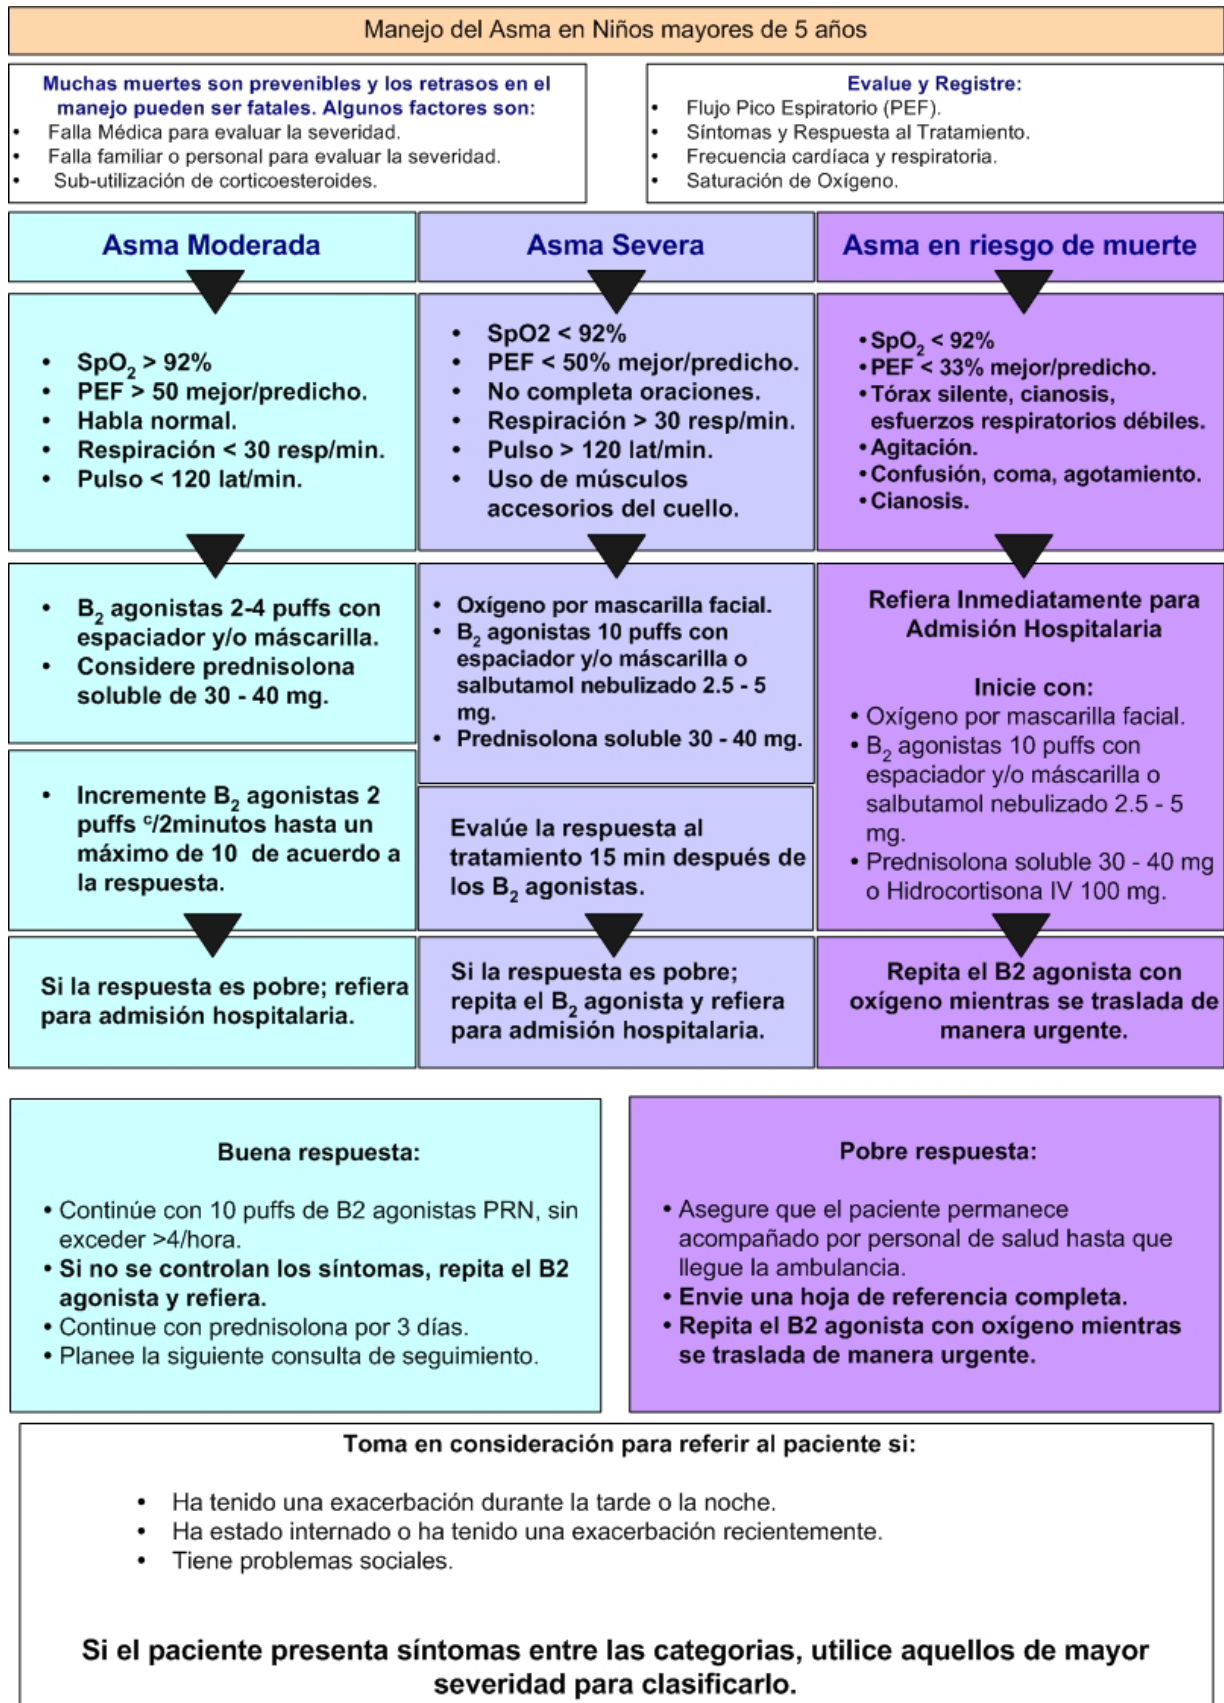 Manejo del Asma en Niños mayores de 5 años
Muchas muertes son prevenibles y los retrasos en el
manejo pueden ser fatales. Algunos factores son:
• Falla Médica para evaluar la severidad.
• Falla familiar o personal para evaluar la severidad.
• Sub-utilización de corticoesteroides.
Evalue y Registre:
• Flujo Pico Espiratorio (PEF).
• Síntomas y Respuesta al Tratamiento.
• Frecuencia cardíaca y respiratoria.
• Saturación de Oxígeno.
Asma Moderada
• SpO₂ > 92%
• PEF > 50 mejor/predicho.
• Habla normal.
• Respiración < 30 resp/min.
• Pulso < 120 lat/min.
• B₂ agonistas 2-4 puffs con
espaciador y/o máscarilla.
• Considere prednisolona
soluble de 30 - 40 mg.
• Incremente B₂ agonistas 2
puffs ᶜ/2minutos hasta un
máximo de 10 de acuerdo a
la respuesta.
Si la respuesta es pobre; refiera
para admisión hospitalaria.
Asma Severa
• SpO2 < 92%
• PEF < 50% mejor/predicho.
• No completa oraciones.
• Respiración > 30 resp/min.
• Pulso > 120 lat/min.
• Uso de músculos
accesorios del cuello.
• Oxígeno por mascarilla facial.
• B₂ agonistas 10 puffs con
espaciador y/o máscarilla o
salbutamol nebulizado 2.5 - 5
mg.
• Prednisolona soluble 30 - 40 mg.
Evalúe la respuesta al
tratamiento 15 min después de
los B₂ agonistas.
Si la respuesta es pobre;
repita el B₂ agonista y refiera
para admisión hospitalaria.
Asma en riesgo de muerte
• SpO₂ < 92%
• PEF < 33% mejor/predicho.
• Tórax silente, cianosis,
esfuerzos respiratorios débiles.
• Agitación.
• Confusión, coma, agotamiento.
• Cianosis.
Refiera Inmediatamente para
Admisión Hospitalaria
Inicie con:
• Oxígeno por mascarilla facial.
• B₂ agonistas 10 puffs con
espaciador y/o máscarilla o
salbutamol nebulizado 2.5 - 5
mg.
• Prednisolona soluble 30 - 40 mg
o Hidrocortisona IV 100 mg.
Repita el B2 agonista con
oxígeno mientras se traslada de
manera urgente.
Buena respuesta:
• Continúe con 10 puffs de B2 agonistas PRN, sin
exceder >4/hora.
• Si no se controlan los síntomas, repita el B2
agonista y refiera.
• Continue con prednisolona por 3 días.
• Planee la siguiente consulta de seguimiento.
Pobre respuesta:
• Asegure que el paciente permanece
acompañado por personal de salud hasta que
llegue la ambulancia.
• Envie una hoja de referencia completa.
• Repita el B2 agonista con oxígeno mientras
se traslada de manera urgente.
Toma en consideración para referir al paciente si:
• Ha tenido una exacerbación durante la tarde o la noche.
• Ha estado internado o ha tenido una exacerbación recientemente.
• Tiene problemas sociales.
Si el paciente presenta síntomas entre las categorias, utilice aquellos de mayor
severidad para clasificarlo.